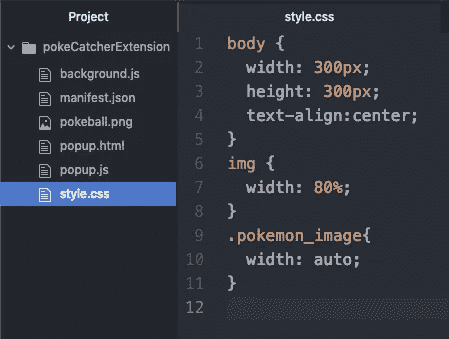 Project
pokeCatcherExtension
background.js
manifest.json
pokeball.png
popup.html
popup.js
style.css
style.css
1 body {
2   width: 300px;
3   height: 300px;
4   text-align:center;
5 }
6 img {
7   width: 80%;
8 }
9 .pokemon_image{
10   width: auto;
11 }
12